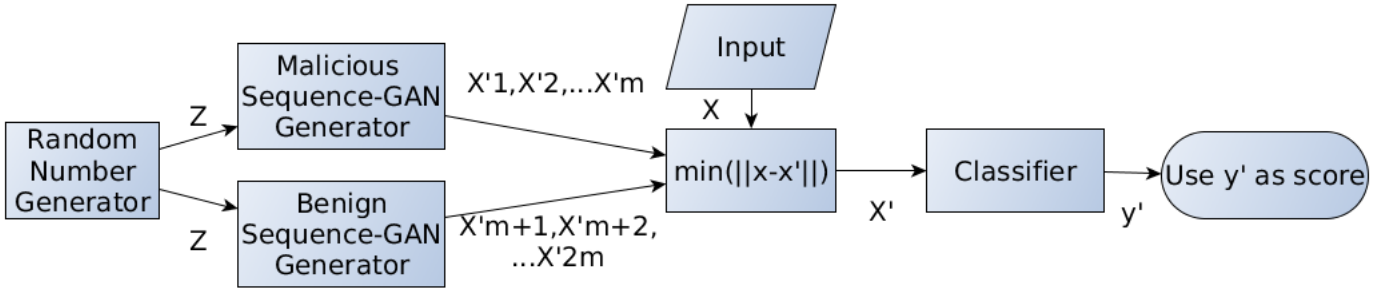 Random
Number
Generator
Z
Z
Malicious
Sequence-GAN
Generator
Benign
Sequence-GAN
Generator
X'1,X'2,...X'm
X'm+1,X'm+2,
...X'2m
Input
X
min(||x-x'||)
X'
Classifier
y'
Use y' as score